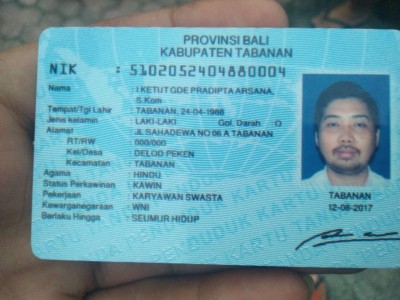 PROVINSI BALI
KABUPATEN TABANAN
NIK : 5102052404880004
Nama : I KETUT GDE PRADIPTA ARSANA,
S.Kom
Tempat/Tgl Lahir : TABANAN, 24-04-1988
Jenis kelamin : LAKI-LAKI Gol. Darah : O
Alamat : JL SAHADEWA NO 06 A TABANAN
RT/RW : 000/000
Kel/Desa : DELOD PEKEN
Kecamatan : TABANAN
Agama : HINDU
Status Perkawinan : KAWIN
Pekerjaan : KARYAWAN SWASTA
Kewarganegaraan : WNI
Berlaku Hingga : SEUMUR HIDUP
TABANAN
12-08-2017